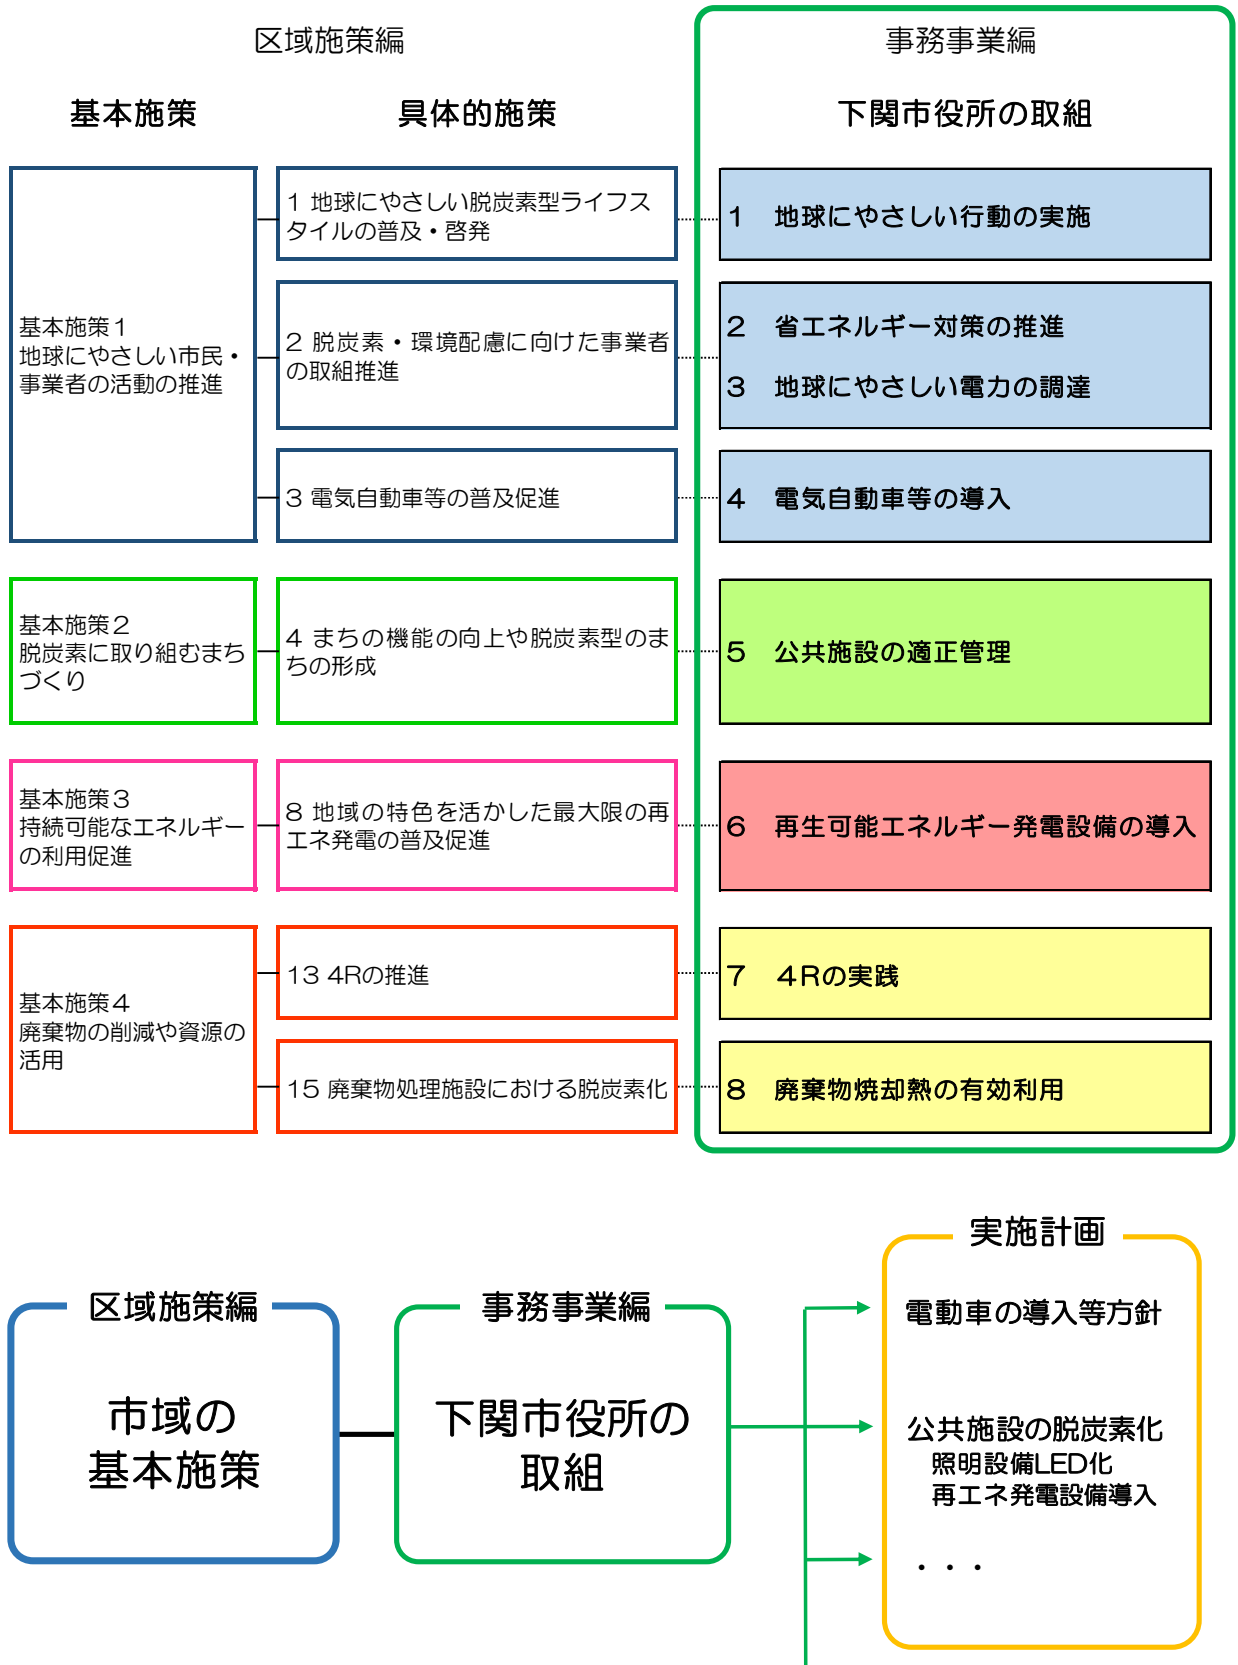 区域施策編
事務事業編
基本施策
具体的施策
下関市役所の取組
基本施策1
地球にやさしい市民・
事業者の活動の推進
1 地球にやさしい脱炭素型ライフス
タイルの普及・啓発
1 地球にやさしい行動の実施
2 脱炭素・環境配慮に向けた事業者
の取組推進
2 省エネルギー対策の推進
3 地球にやさしい電力の調達
3 電気自動車等の普及促進
4 電気自動車等の導入
基本施策2
脱炭素に取り組むまち
づくり
4 まちの機能の向上や脱炭素型のま
ちの形成
5 公共施設の適正管理
基本施策3
持続可能なエネルギー
の利用促進
8 地域の特色を活かした最大限の再
エネ発電の普及促進
6 再生可能エネルギー発電設備の導入
基本施策4
廃棄物の削減や資源の
活用
13 4Rの推進
7 4Rの実践
15 廃棄物処理施設における脱炭素化
8 廃棄物焼却熱の有効利用
区域施策編
市域の
基本施策
事務事業編
下関市役所の
取組
実施計画
電動車の導入等方針
公共施設の脱炭素化
照明設備LED化
再エネ発電設備導入
・・・